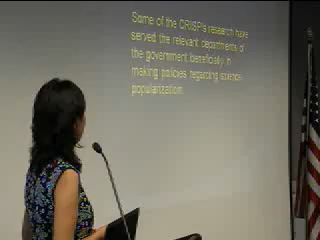 Some of the CRISP's research have
served the relevant departments of
the government beneficially in
making policies regarding science
popularization.